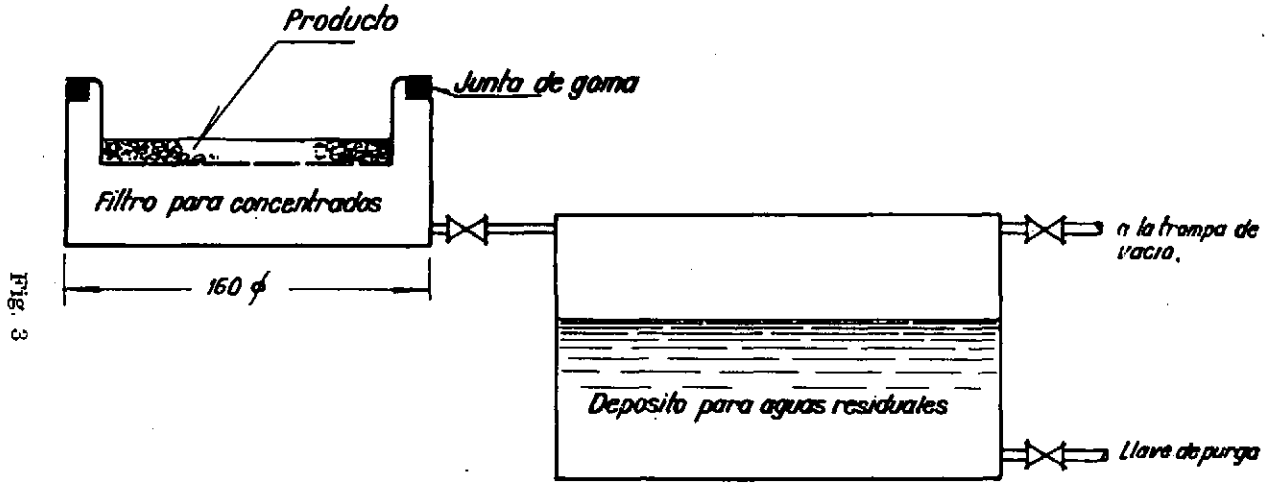 Producto
Junta de goma
Filtro para concentrados
160 ϕ
a la trompa de
vacio.
Deposito para aguas residuales
Llave de purga
Fig. 3